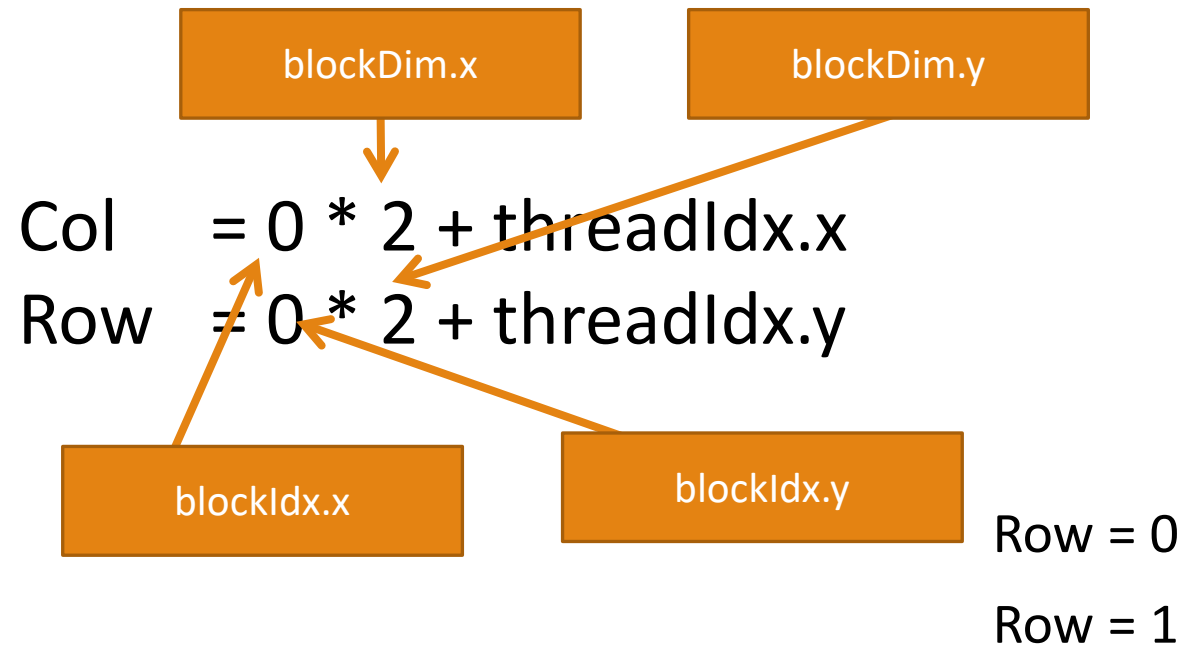 blockDim.x
blockDim.y
Col = 0 * 2 + threadIdx.x
Row = 0 * 2 + threadIdx.y
blockIdx.x
blockIdx.y
Row = 0
Row = 1